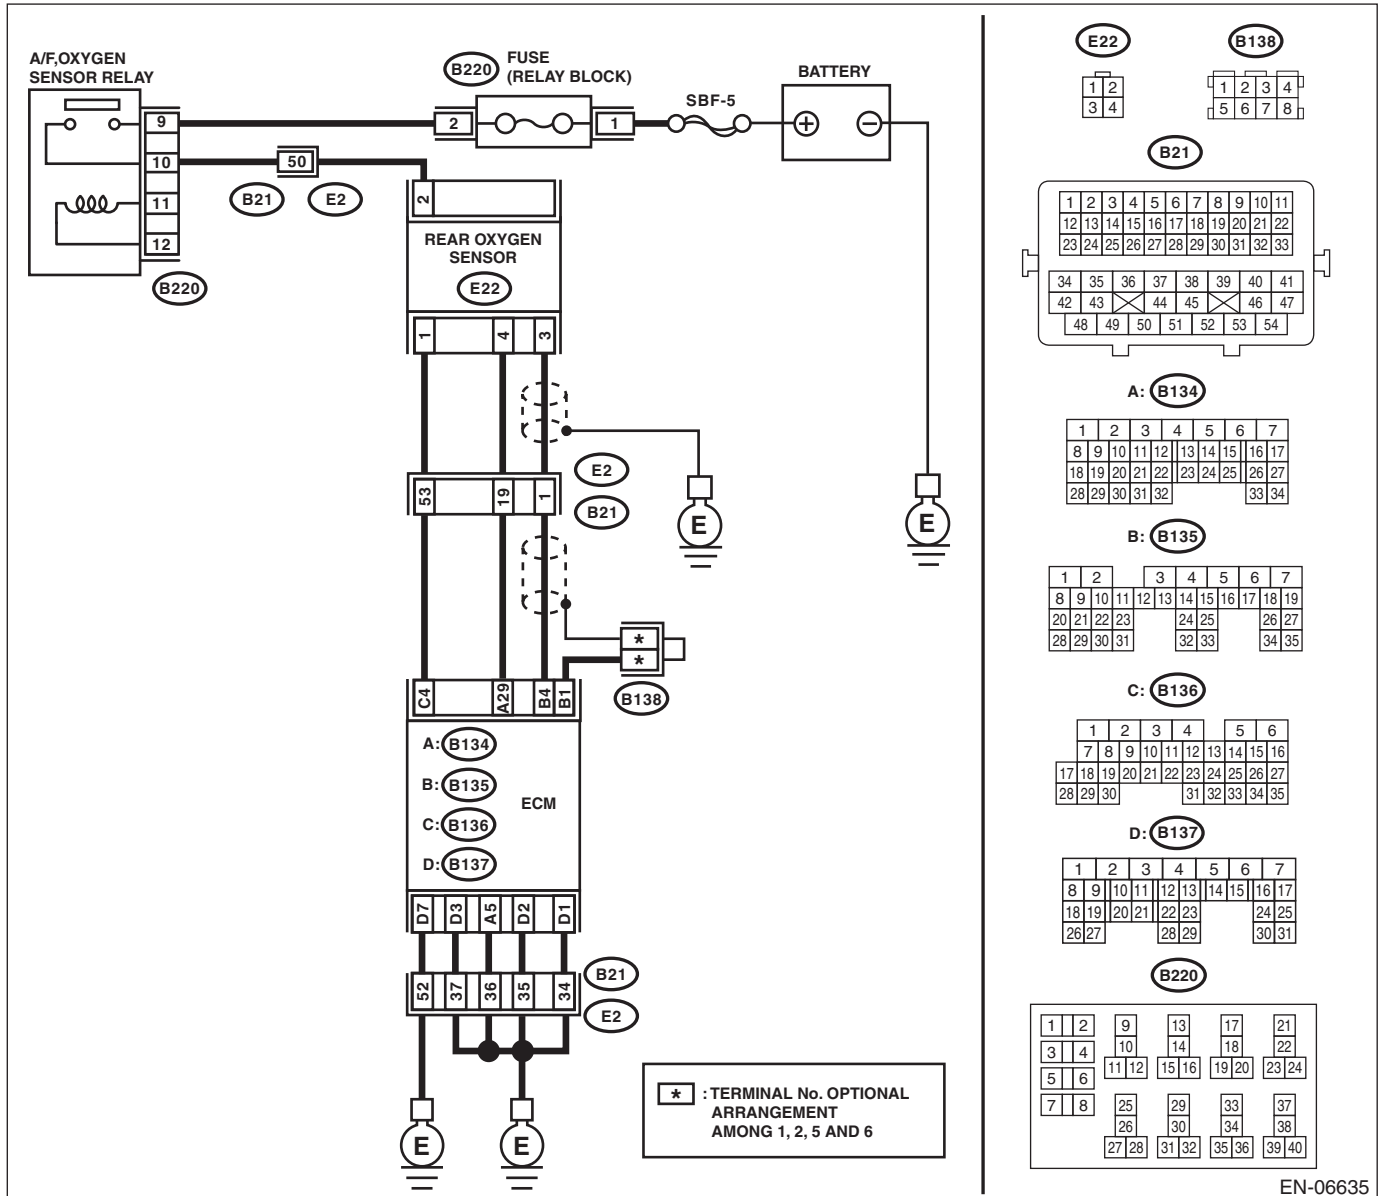 A/F,OXYGEN
SENSOR RELAY
9
10
11
12
B220
B220
FUSE
(RELAY BLOCK)
2
1
SBF-5
BATTERY
+
−
50
B21
E2
2
REAR OXYGEN
SENSOR
E22
1
4
3
E2
B21
53
19
1
E
E
*
*
B138
C4
A29
B4
B1
A: B134
B: B135
C: B136
D: B137
ECM
D7
D3
A5
D2
D1
B21
E2
52
37
36
35
34
E
E
* : TERMINAL No. OPTIONAL
ARRANGEMENT
AMONG 1, 2, 5 AND 6
E22
1 2
3 4
B138
1 2 3 4
5 6 7 8
B21
1 2 3 4 5 6 7 8 9 10 11
12 13 14 15 16 17 18 19 20 21 22
23 24 25 26 27 28 29 30 31 32 33
34 35 36 37 38 39 40 41
42 43 44 45 46 47
48 49 50 51 52 53 54
A: B134
1 2 3 4 5 6 7
8 9 10 11 12 13 14 15 16 17
18 19 20 21 22 23 24 25 26 27
28 29 30 31 32 33 34
B: B135
1 2 3 4 5 6 7
8 9 10 11 12 13 14 15 16 17 18 19
20 21 22 23 24 25 26 27
28 29 30 31 32 33 34 35
C: B136
1 2 3 4 5 6
7 8 9 10 11 12 13 14 15 16
17 18 19 20 21 22 23 24 25 26 27
28 29 30 31 32 33 34 35
D: B137
1 2 3 4 5 6 7
8 9 10 11 12 13 14 15 16 17
18 19 20 21 22 23 24 25
26 27 28 29 30 31
B220
1 2 9 13 17 21
3 4 10 14 18 22
11 12 15 16 19 20 23 24
5 6
7 8 25 29 33 37
26 30 34 38
27 28 31 32 35 36 39 40
EN-06635